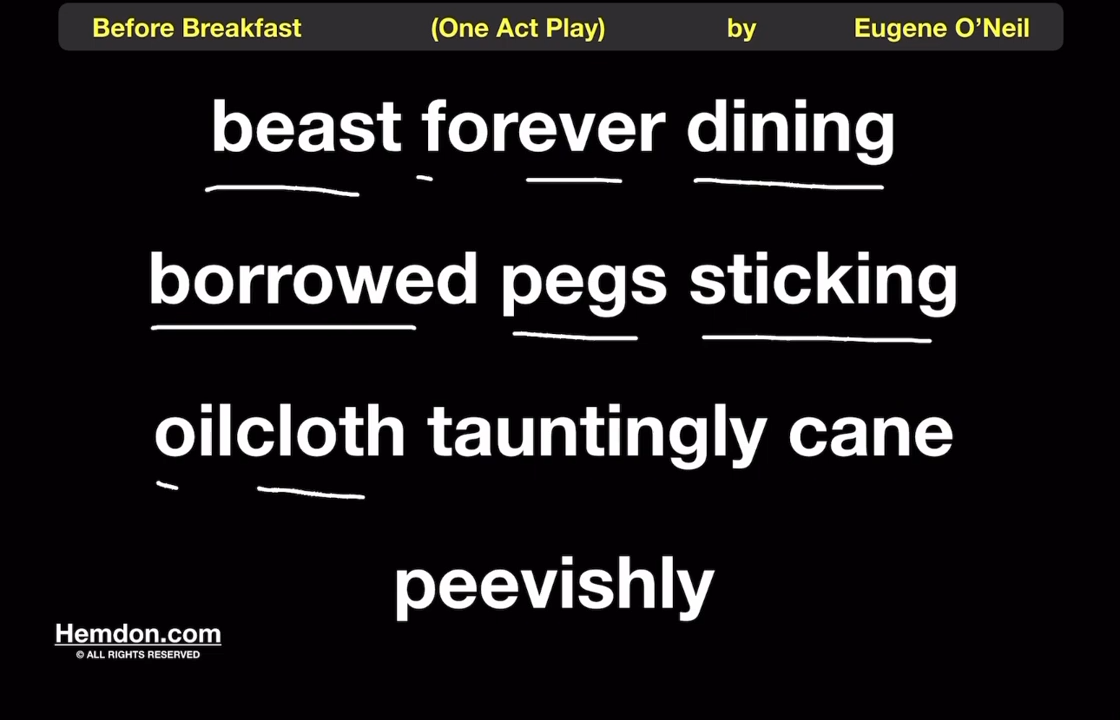 Before Breakfast (One Act Play) by Eugene O’Neil
beast forever dining
borrowed pegs sticking
oilcloth tauntingly cane
peevishly
Hemdon.com
© ALL RIGHTS RESERVED